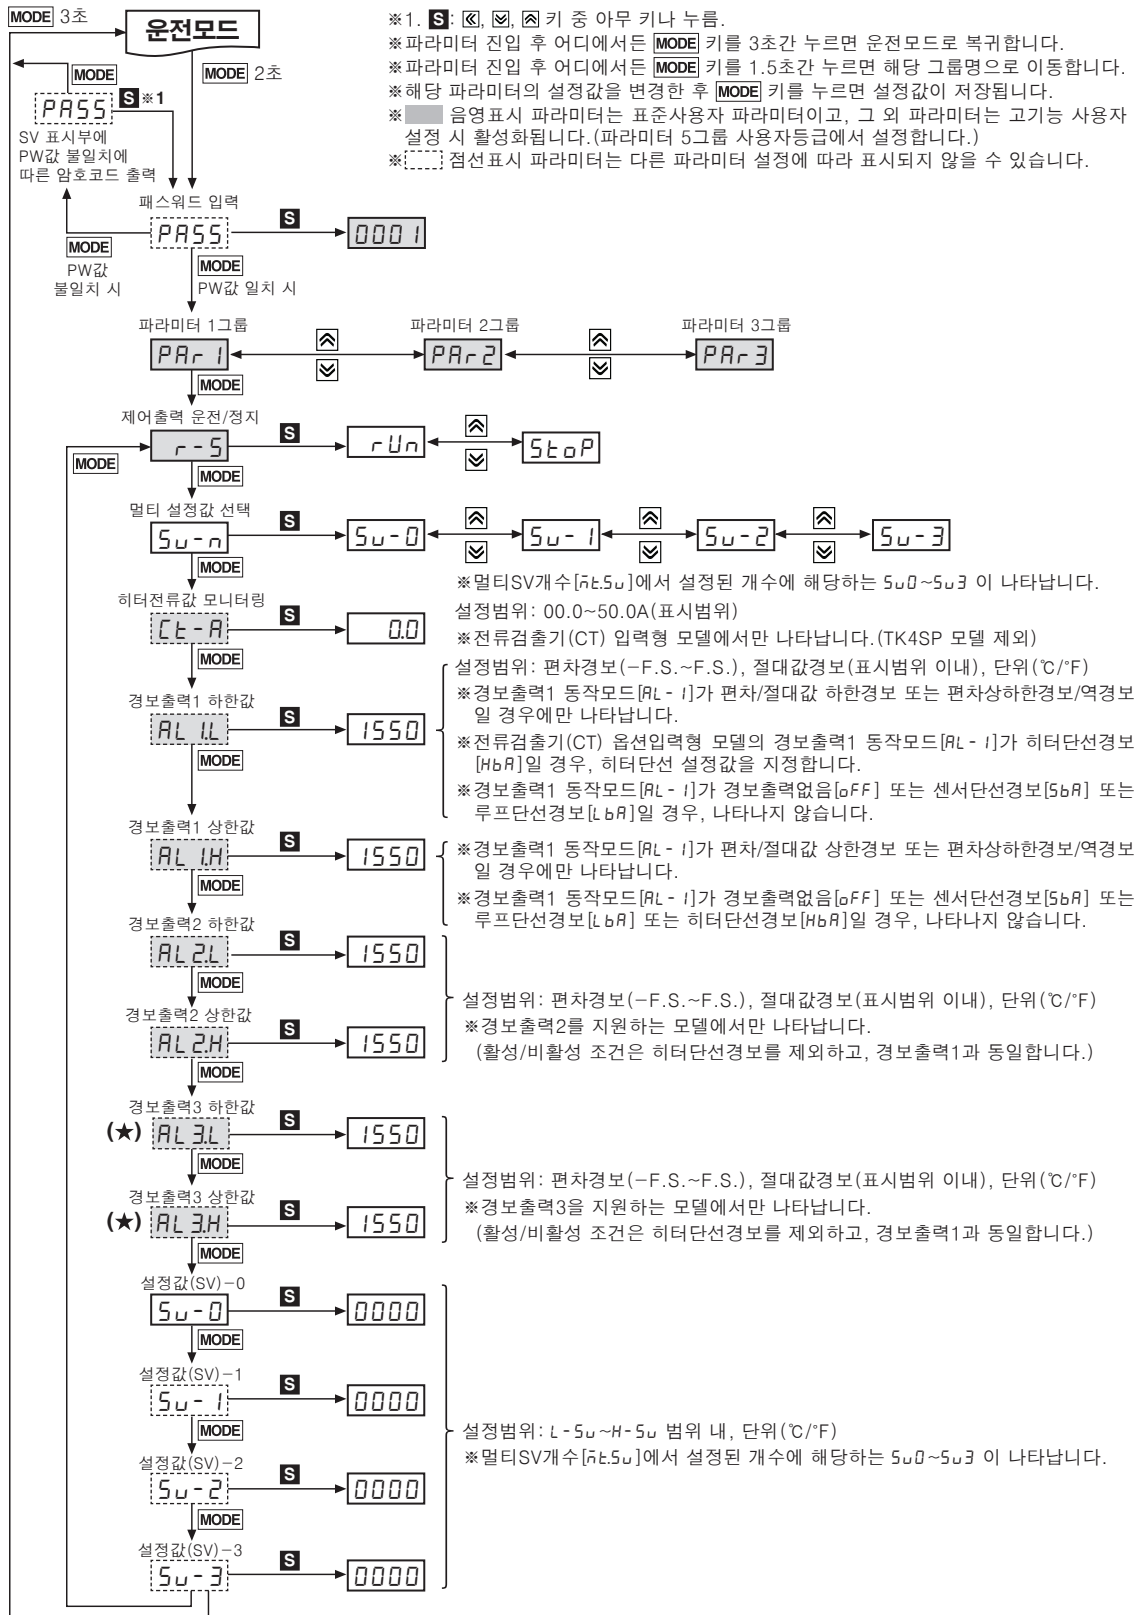 MODE 3초
운전모드
※1. S: 키 중 아무 키나 누름.
※파라미터 진입 후 어디에서든 MODE 키를 3초간 누르면 운전모드로 복귀합니다.
※파라미터 진입 후 어디에서든 MODE 키를 1.5초간 누르면 해당 그룹명으로 이동합니다.
※해당 파라미터의 설정값을 변경한 후 MODE 키를 누르면 설정값이 저장됩니다.
※ 음영표시 파라미터는 표준사용자 파라미터이고, 그 외 파라미터는 고기능 사용자
설정 시 활성화됩니다.(파라미터 5그룹 사용자등급에서 설정합니다.)
※ 점선표시 파라미터는 다른 파라미터 설정에 따라 표시되지 않을 수 있습니다.
MODE
MODE 2초
PASS S ※1
SV 표시부에
PW값 불일치에
따른 암호코드 출력
패스워드 입력
PASS S 0001
MODE
PW값
불일치 시
MODE
PW값 일치 시
파라미터 1그룹 파라미터 2그룹 파라미터 3그룹
PAr1 PAr2 PAr3
MODE
제어출력 운전/정지
MODE r-S S rUn StoP
MODE
멀티 설정값 선택
Sv-n S Sv-0 Sv-1 Sv-2 Sv-3
MODE
※멀티SV개수[mt.Sv]에서 설정된 개수에 해당하는 Sv0~Sv3 이 나타납니다.
히터전류값 모니터링
Ct-A S 0.0
MODE
설정범위: 00.0~50.0A(표시범위)
※전류검출기(CT) 입력형 모델에서만 나타납니다.(TK4SP 모델 제외)
경보출력1 하한값
AL1.L S 1550
MODE
설정범위: 편차경보(-F.S.~F.S.), 절대값경보(표시범위 이내), 단위(℃/°F)
※경보출력1 동작모드[AL-1]가 편차/절대값 하한경보 또는 편차상하한경보/역경보
일 경우에만 나타납니다.
※전류검출기(CT) 옵션입력형 모델의 경보출력1 동작모드[AL-1]가 히터단선경보
[HbA]일 경우, 히터단선 설정값을 지정합니다.
※경보출력1 동작모드[AL-1]가 경보출력없음[oFF] 또는 센서단선경보[SbA] 또는
루프단선경보[LbA]일 경우, 나타나지 않습니다.
경보출력1 상한값
AL1.H S 1550
MODE
※경보출력1 동작모드[AL-1]가 편차/절대값 상한경보 또는 편차상하한경보/역경보
일 경우에만 나타납니다.
※경보출력1 동작모드[AL-1]가 경보출력없음[oFF] 또는 센서단선경보[SbA] 또는
루프단선경보[LbA] 또는 히터단선경보[HbA]일 경우, 나타나지 않습니다.
경보출력2 하한값
AL2.L S 1550
MODE
경보출력2 상한값
AL2.H S 1550
MODE
설정범위: 편차경보(-F.S.~F.S.), 절대값경보(표시범위 이내), 단위(℃/°F)
※경보출력2를 지원하는 모델에서만 나타납니다.
(활성/비활성 조건은 히터단선경보를 제외하고, 경보출력1과 동일합니다.)
경보출력3 하한값
(★) AL3.L S 1550
MODE
경보출력3 상한값
(★) AL3.H S 1550
MODE
설정범위: 편차경보(-F.S.~F.S.), 절대값경보(표시범위 이내), 단위(℃/°F)
※경보출력3을 지원하는 모델에서만 나타납니다.
(활성/비활성 조건은 히터단선경보를 제외하고, 경보출력1과 동일합니다.)
설정값(SV)-0
Sv-0 S 0000
MODE
설정값(SV)-1
Sv-1 S 0000
MODE
설정값(SV)-2
Sv-2 S 0000
MODE
설정값(SV)-3
Sv-3 S 0000
설정범위: L-Sv~H-Sv 범위 내, 단위(℃/°F)
※멀티SV개수[mt.Sv]에서 설정된 개수에 해당하는 Sv0~Sv3 이 나타납니다.